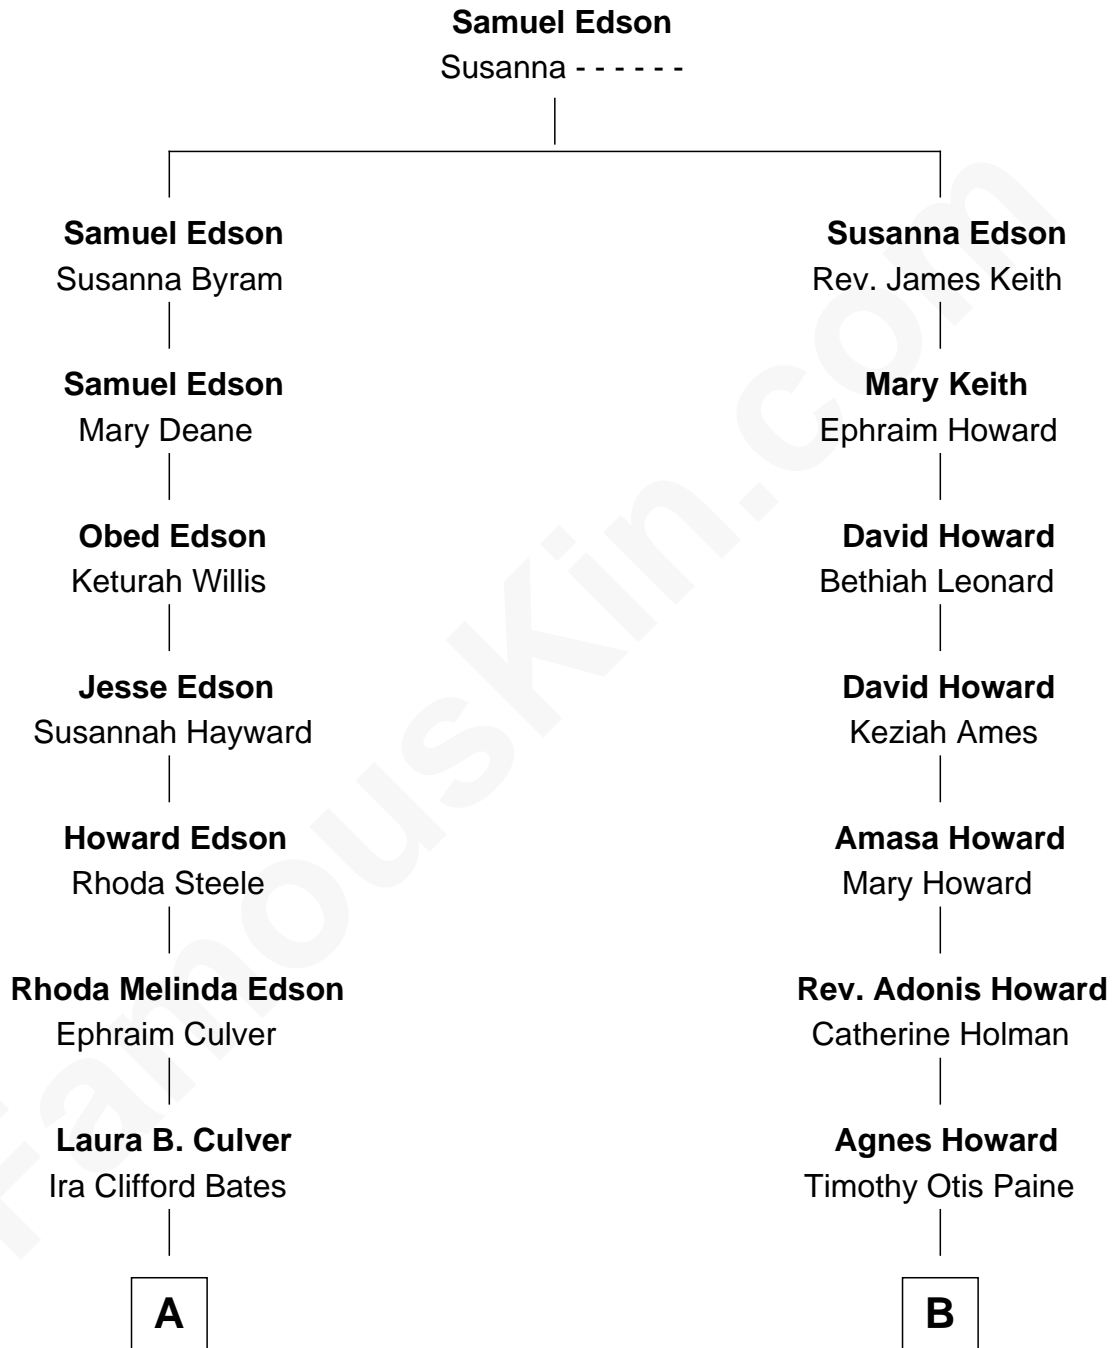 Samuel Edson
Susanna - - - - - -
Samuel Edson
Susanna Byram
Susanna Edson
Rev. James Keith
Samuel Edson
Mary Deane
Mary Keith
Ephraim Howard
Obed Edson
Keturah Willis
David Howard
Bethiah Leonard
Jesse Edson
Susannah Hayward
David Howard
Keziah Ames
Howard Edson
Rhoda Steele
Amasa Howard
Mary Howard
Rhoda Melinda Edson
Ephraim Culver
Rev. Adonis Howard
Catherine Holman
Laura B. Culver
Ira Clifford Bates
Agnes Howard
Timothy Otis Paine
A
B
FamousKin.com